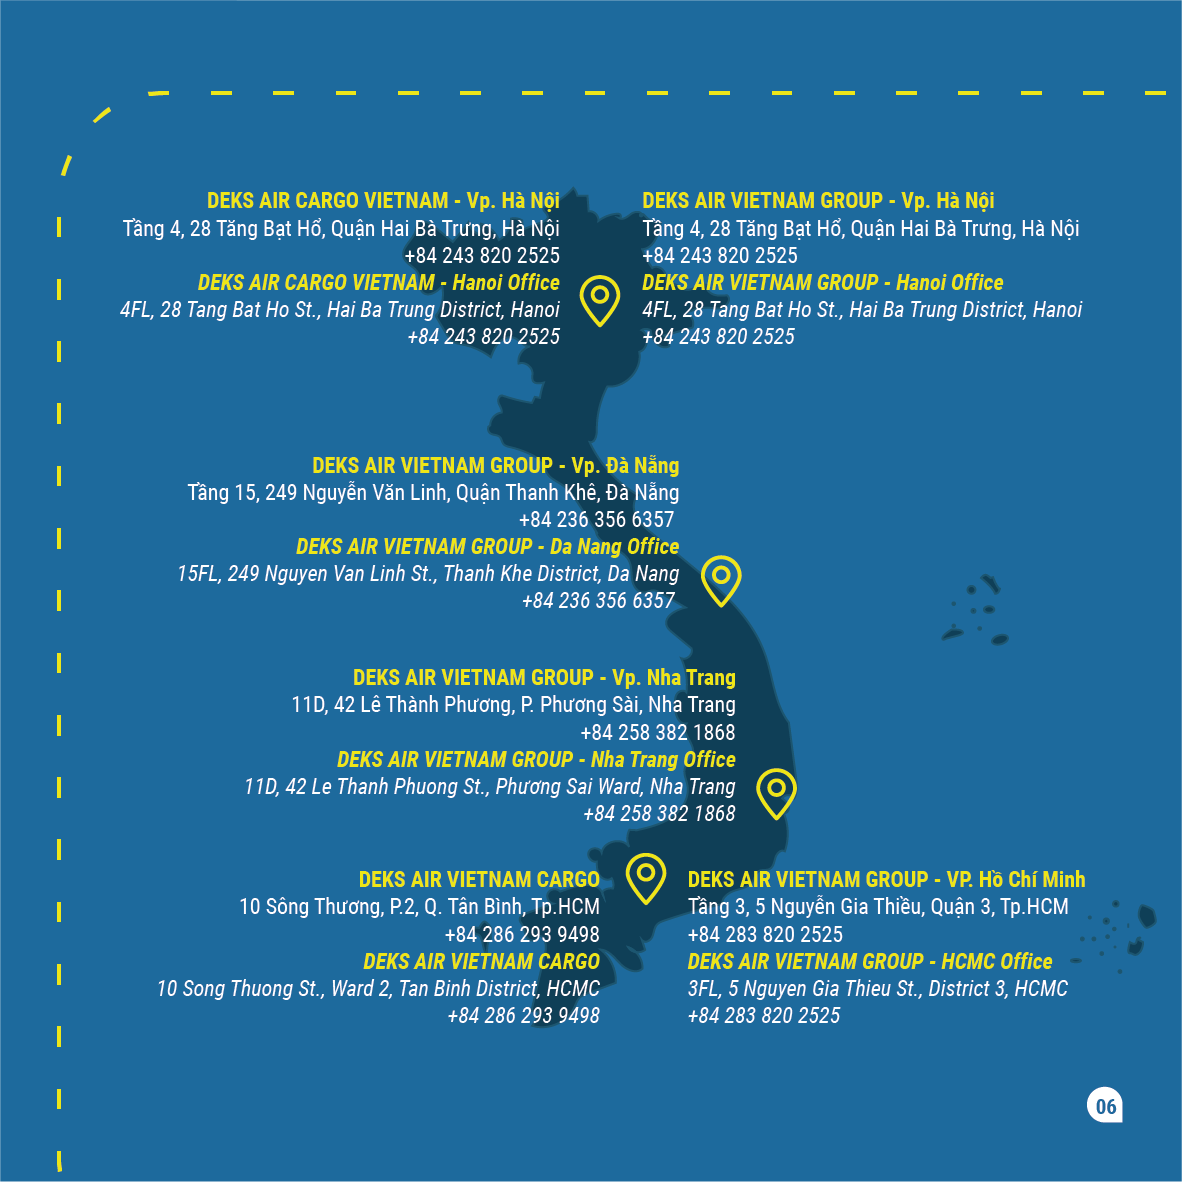 DEKS AIR CARGO VIETNAM - Vp. Hà Nội
Tầng 4, 28 Tăng Bạt Hổ, Quận Hai Bà Trưng, Hà Nội
+84 243 820 2525
DEKS AIR CARGO VIETNAM - Hanoi Office
4FL, 28 Tang Bat Ho St., Hai Ba Trung District, Hanoi
+84 243 820 2525
DEKS AIR VIETNAM GROUP - Vp. Hà Nội
Tầng 4, 28 Tăng Bạt Hổ, Quận Hai Bà Trưng, Hà Nội
+84 243 820 2525
DEKS AIR VIETNAM GROUP - Hanoi Office
4FL, 28 Tang Bat Ho St., Hai Ba Trung District, Hanoi
+84 243 820 2525
DEKS AIR VIETNAM GROUP - Vp. Đà Nẵng
Tầng 15, 249 Nguyễn Văn Linh, Quận Thanh Khê, Đà Nẵng
+84 236 356 6357
DEKS AIR VIETNAM GROUP - Da Nang Office
15FL, 249 Nguyen Van Linh St., Thanh Khe District, Da Nang
+84 236 356 6357
DEKS AIR VIETNAM GROUP - Vp. Nha Trang
11D, 42 Lê Thành Phương, P. Phương Sài, Nha Trang
+84 258 382 1868
DEKS AIR VIETNAM GROUP - Nha Trang Office
11D, 42 Le Thanh Phuong St., Phương Sai Ward, Nha Trang
+84 258 382 1868
DEKS AIR VIETNAM CARGO
10 Sông Thương, P.2, Q. Tân Bình, Tp.HCM
+84 286 293 9498
DEKS AIR VIETNAM CARGO
10 Song Thuong St., Ward 2, Tan Binh District, HCMC
+84 286 293 9498
DEKS AIR VIETNAM GROUP - VP. Hồ Chí Minh
Tầng 3, 5 Nguyễn Gia Thiều, Quận 3, Tp.HCM
+84 283 820 2525
DEKS AIR VIETNAM GROUP - HCMC Office
3FL, 5 Nguyen Gia Thieu St., District 3, HCMC
+84 283 820 2525
06